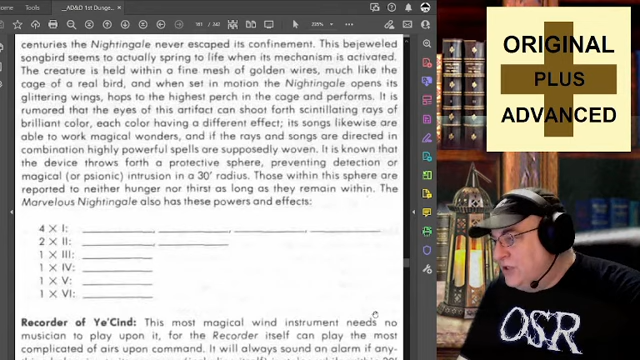 Home
Tools
__AD&D 1st Dunge...
181 / 242
235%
centuries the Nightingale never escaped its confinement. This bejeweled
songbird seems to actually spring to life when its mechanism is activated.
The creature is held within a fine mesh of golden wires, much like the
cage of a real bird, and when set in motion the Nightingale opens its
glittering wings, hops to the highest perch in the cage and performs. It
is rumored that the eyes of this artifact can shoot forth scintillating rays of
brilliant color, each color having a different effect; its songs likewise are
able to work magical wonders, and if the rays and songs are directed in
combination highly powerful spells are supposedly woven. It is known that
the device throws forth a protective sphere, preventing detection or
magical (or psionic) intrusion in a 30' radius. Those within this sphere are
reported to neither hunger nor thirst as long as they remain within. The
Marvelous Nightingale also has these powers and effects:
4 X I:
2 X II:
1 X III:
1 X IV:
1 X V:
1 X VI:
Recorder of Ye'Cind: This most magical wind instrument needs no
musician to play upon it, for the Recorder itself can play the most
complicated of airs upon command. It will always sound an alarm if any-
ORIGINAL
PLUS
ADVANCED
OSR